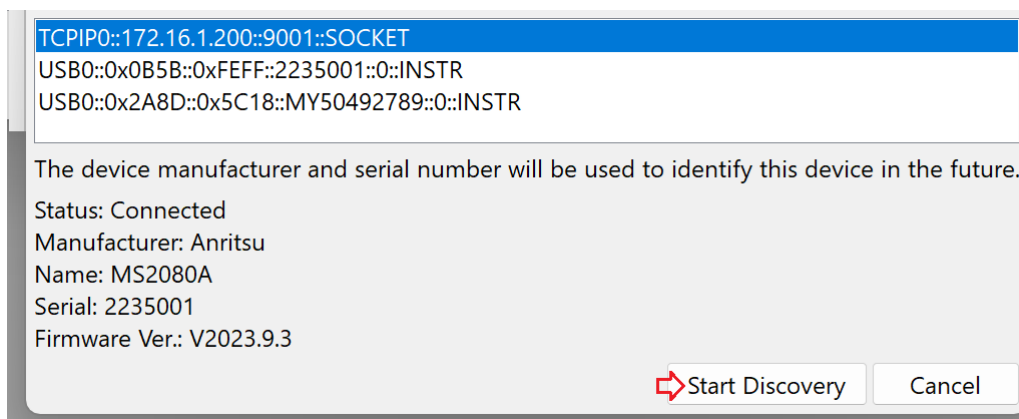 TCPIP0::172.16.1.200::9001::SOCKET
USB0::0x0B5B::0xFEFF::2235001::0::INSTR
USB0::0x2A8D::0x5C18::MY50492789::0::INSTR
The device manufacturer and serial number will be used to identify this device in the future.
Status: Connected
Manufacturer: Anritsu
Name: MS2080A
Serial: 2235001
Firmware Ver.: V2023.9.3
Start Discovery Cancel